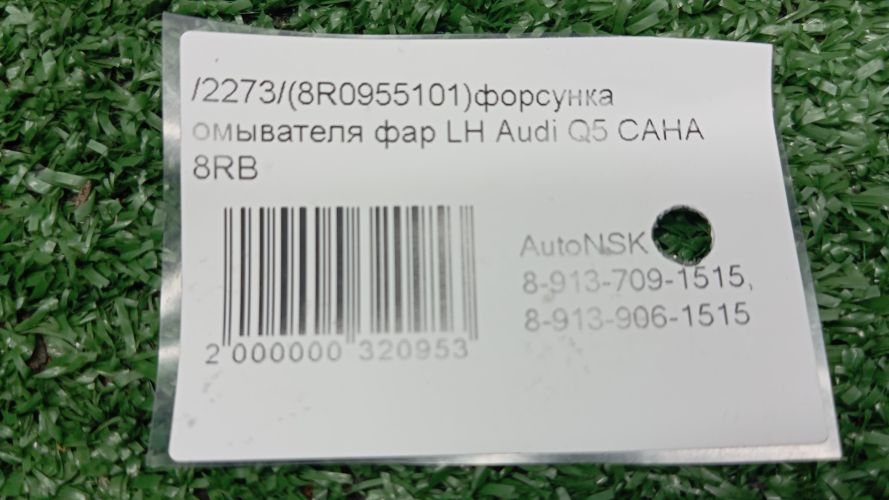 /2273/(8R0955101)форсунка
омывателя фар LH Audi Q5 CAHA
8RB
AutoNSK
8-913-709-1515,
8-913-906-1515
2 000000 320953